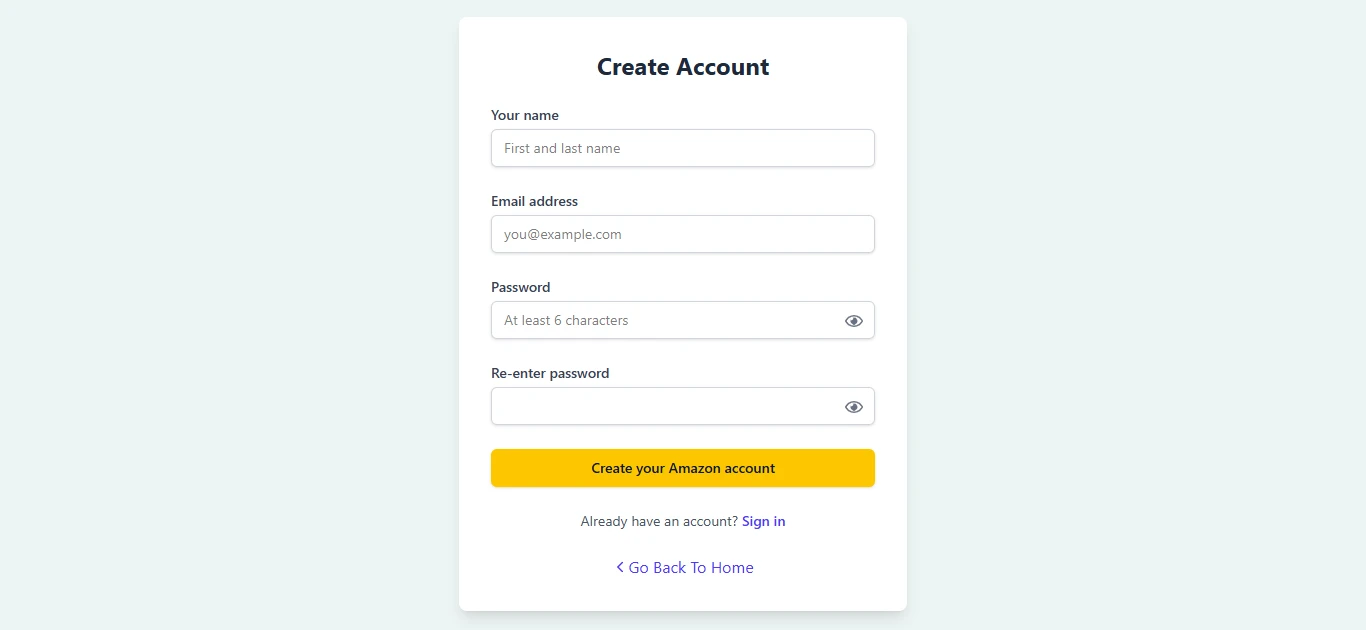 Create Account
Your name
First and last name
Email address
you@example.com
Password
At least 6 characters
Re-enter password
Create your Amazon account
Already have an account? Sign in
Go Back To Home